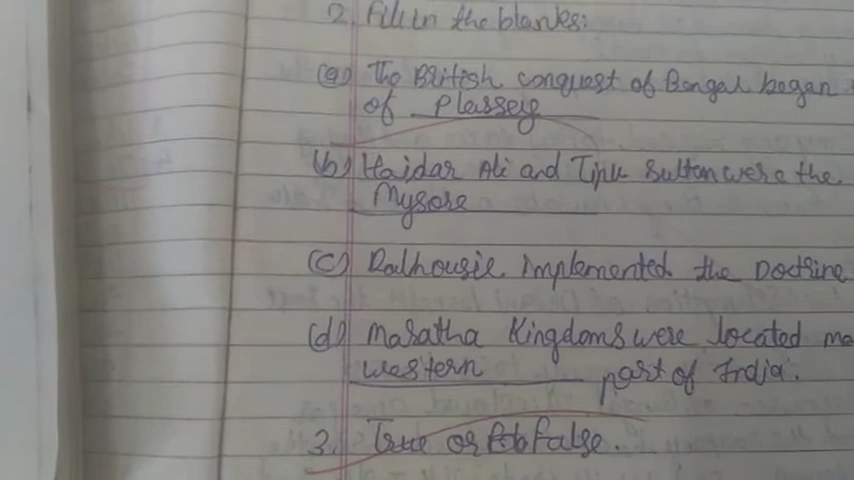 2. Fill in the blanks:
(a) The British conquest of Bengal began
of Plassey
(b) Haidar Ali and Tipu Sultan were the
Mysore
(c) Dalhousie implemented the Doctrine
(d) Maratha Kingdoms were located ma
western part of India.
3. True or False.